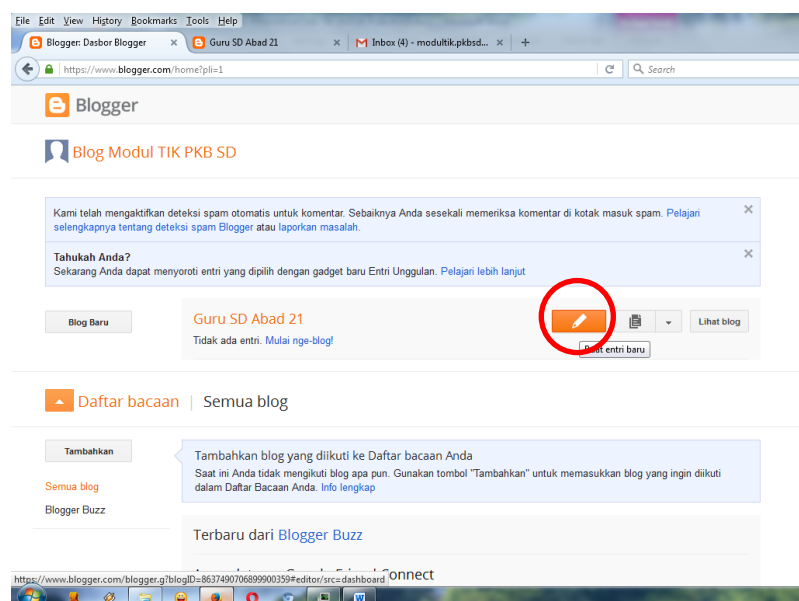 File Edit View History Bookmarks Tools Help
Blogger: Dasbor Blogger × Guru SD Abad 21 × Inbox (4) - modultik.pkbsd... × +
https://www.blogger.com/home?pli=1 Search
Blogger
Blog Modul TIK PKB SD
Kami telah mengaktifkan deteksi spam otomatis untuk komentar. Sebaiknya Anda sesekali memeriksa komentar di kotak masuk spam. Pelajari
selengkapnya tentang deteksi spam Blogger atau laporkan masalah.
Tahukah Anda?
Sekarang Anda dapat menyoroti entri yang dipilih dengan gadget baru Entri Unggulan. Pelajari lebih lanjut
Blog Baru
Guru SD Abad 21
Lihat blog
Tidak ada entri. Mulai nge-blog!
entri baru
Daftar bacaan | Semua blog
Tambahkan
Semua blog
Blogger Buzz
Tambahkan blog yang diikuti ke Daftar bacaan Anda
Saat ini Anda tidak mengikuti blog apa pun. Gunakan tombol "Tambahkan" untuk memasukkan blog yang ingin diikuti
dalam Daftar Bacaan Anda. Info lengkap
Terbaru dari Blogger Buzz
https://www.blogger.com/blogger.g?blogID=8637490706899900359#editor/src=dashboard